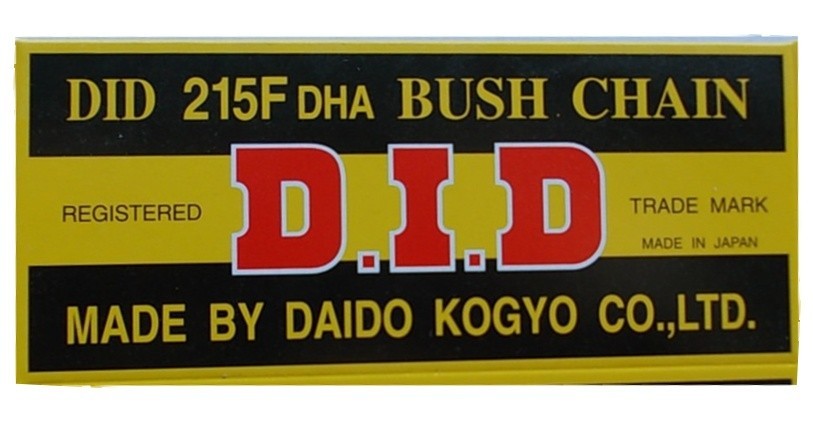 DID 215F DHA BUSH CHAIN
REGISTERED D.I.D TRADE MARK
MADE IN JAPAN
MADE BY DAIDO KOGYO CO.,LTD.